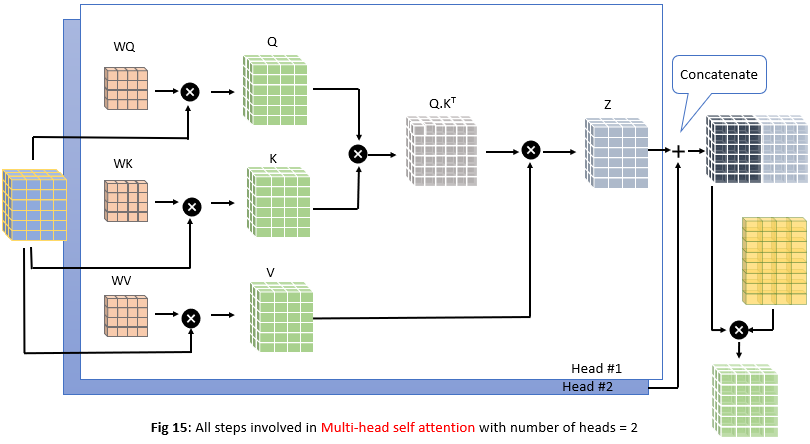 WQ
Q
Concatenate
Q.Kᵀ
Z
WK
K
+
WV
V
Head #1
Head #2
Fig 15: All steps involved in Multi-head self attention with number of heads = 2